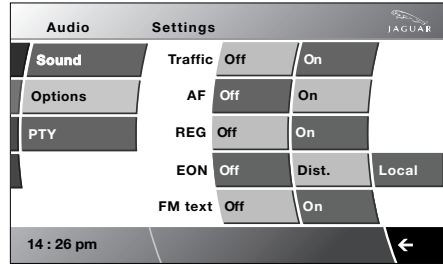 Audio Settings JAGUAR
Sound Traffic Off On
Options AF Off On
PTY REG Off On
EON Off Dist. Local
FM text Off On
14 : 26 pm